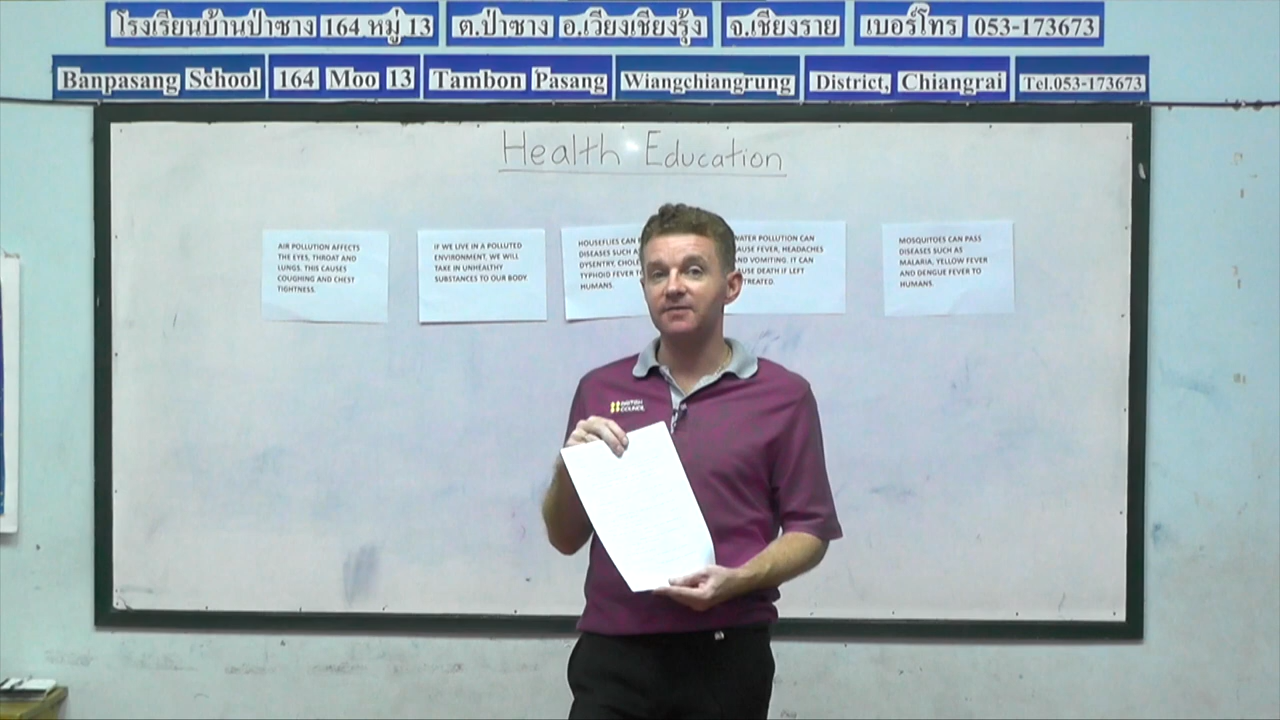 โรงเรียนบ้านป่าซาง 164 หมู่ 13 ต.ป่าซาง อ.เวียงเชียงรุ้ง จ.เชียงราย เบอร์โทร 053-173673
Banpasang School 164 Moo 13 Tambon Pasang Wiangchiangrung District, Chiangrai Tel.053-173673
Health Education
AIR POLLUTION AFFECTS
THE EYES, THROAT AND
LUNGS. THIS CAUSES
COUGHING AND CHEST
TIGHTNESS.
IF WE LIVE IN A POLLUTED
ENVIRONMENT, WE WILL
TAKE IN UNHEALTHY
SUBSTANCES TO OUR BODY.
HOUSEFLIES CAN
DISEASES SUCH AS
DYSENTRY,
TYPHOID FEVER
HUMANS.
WATER POLLUTION CAN
FEVER, HEADACHES
VOMITING. IT CAN
DEATH IF LEFT
MOSQUITOES CAN PASS
DISEASES SUCH AS
MALARIA, YELLOW FEVER
AND DENGUE FEVER TO
HUMANS.
BRITISH
COUNCIL